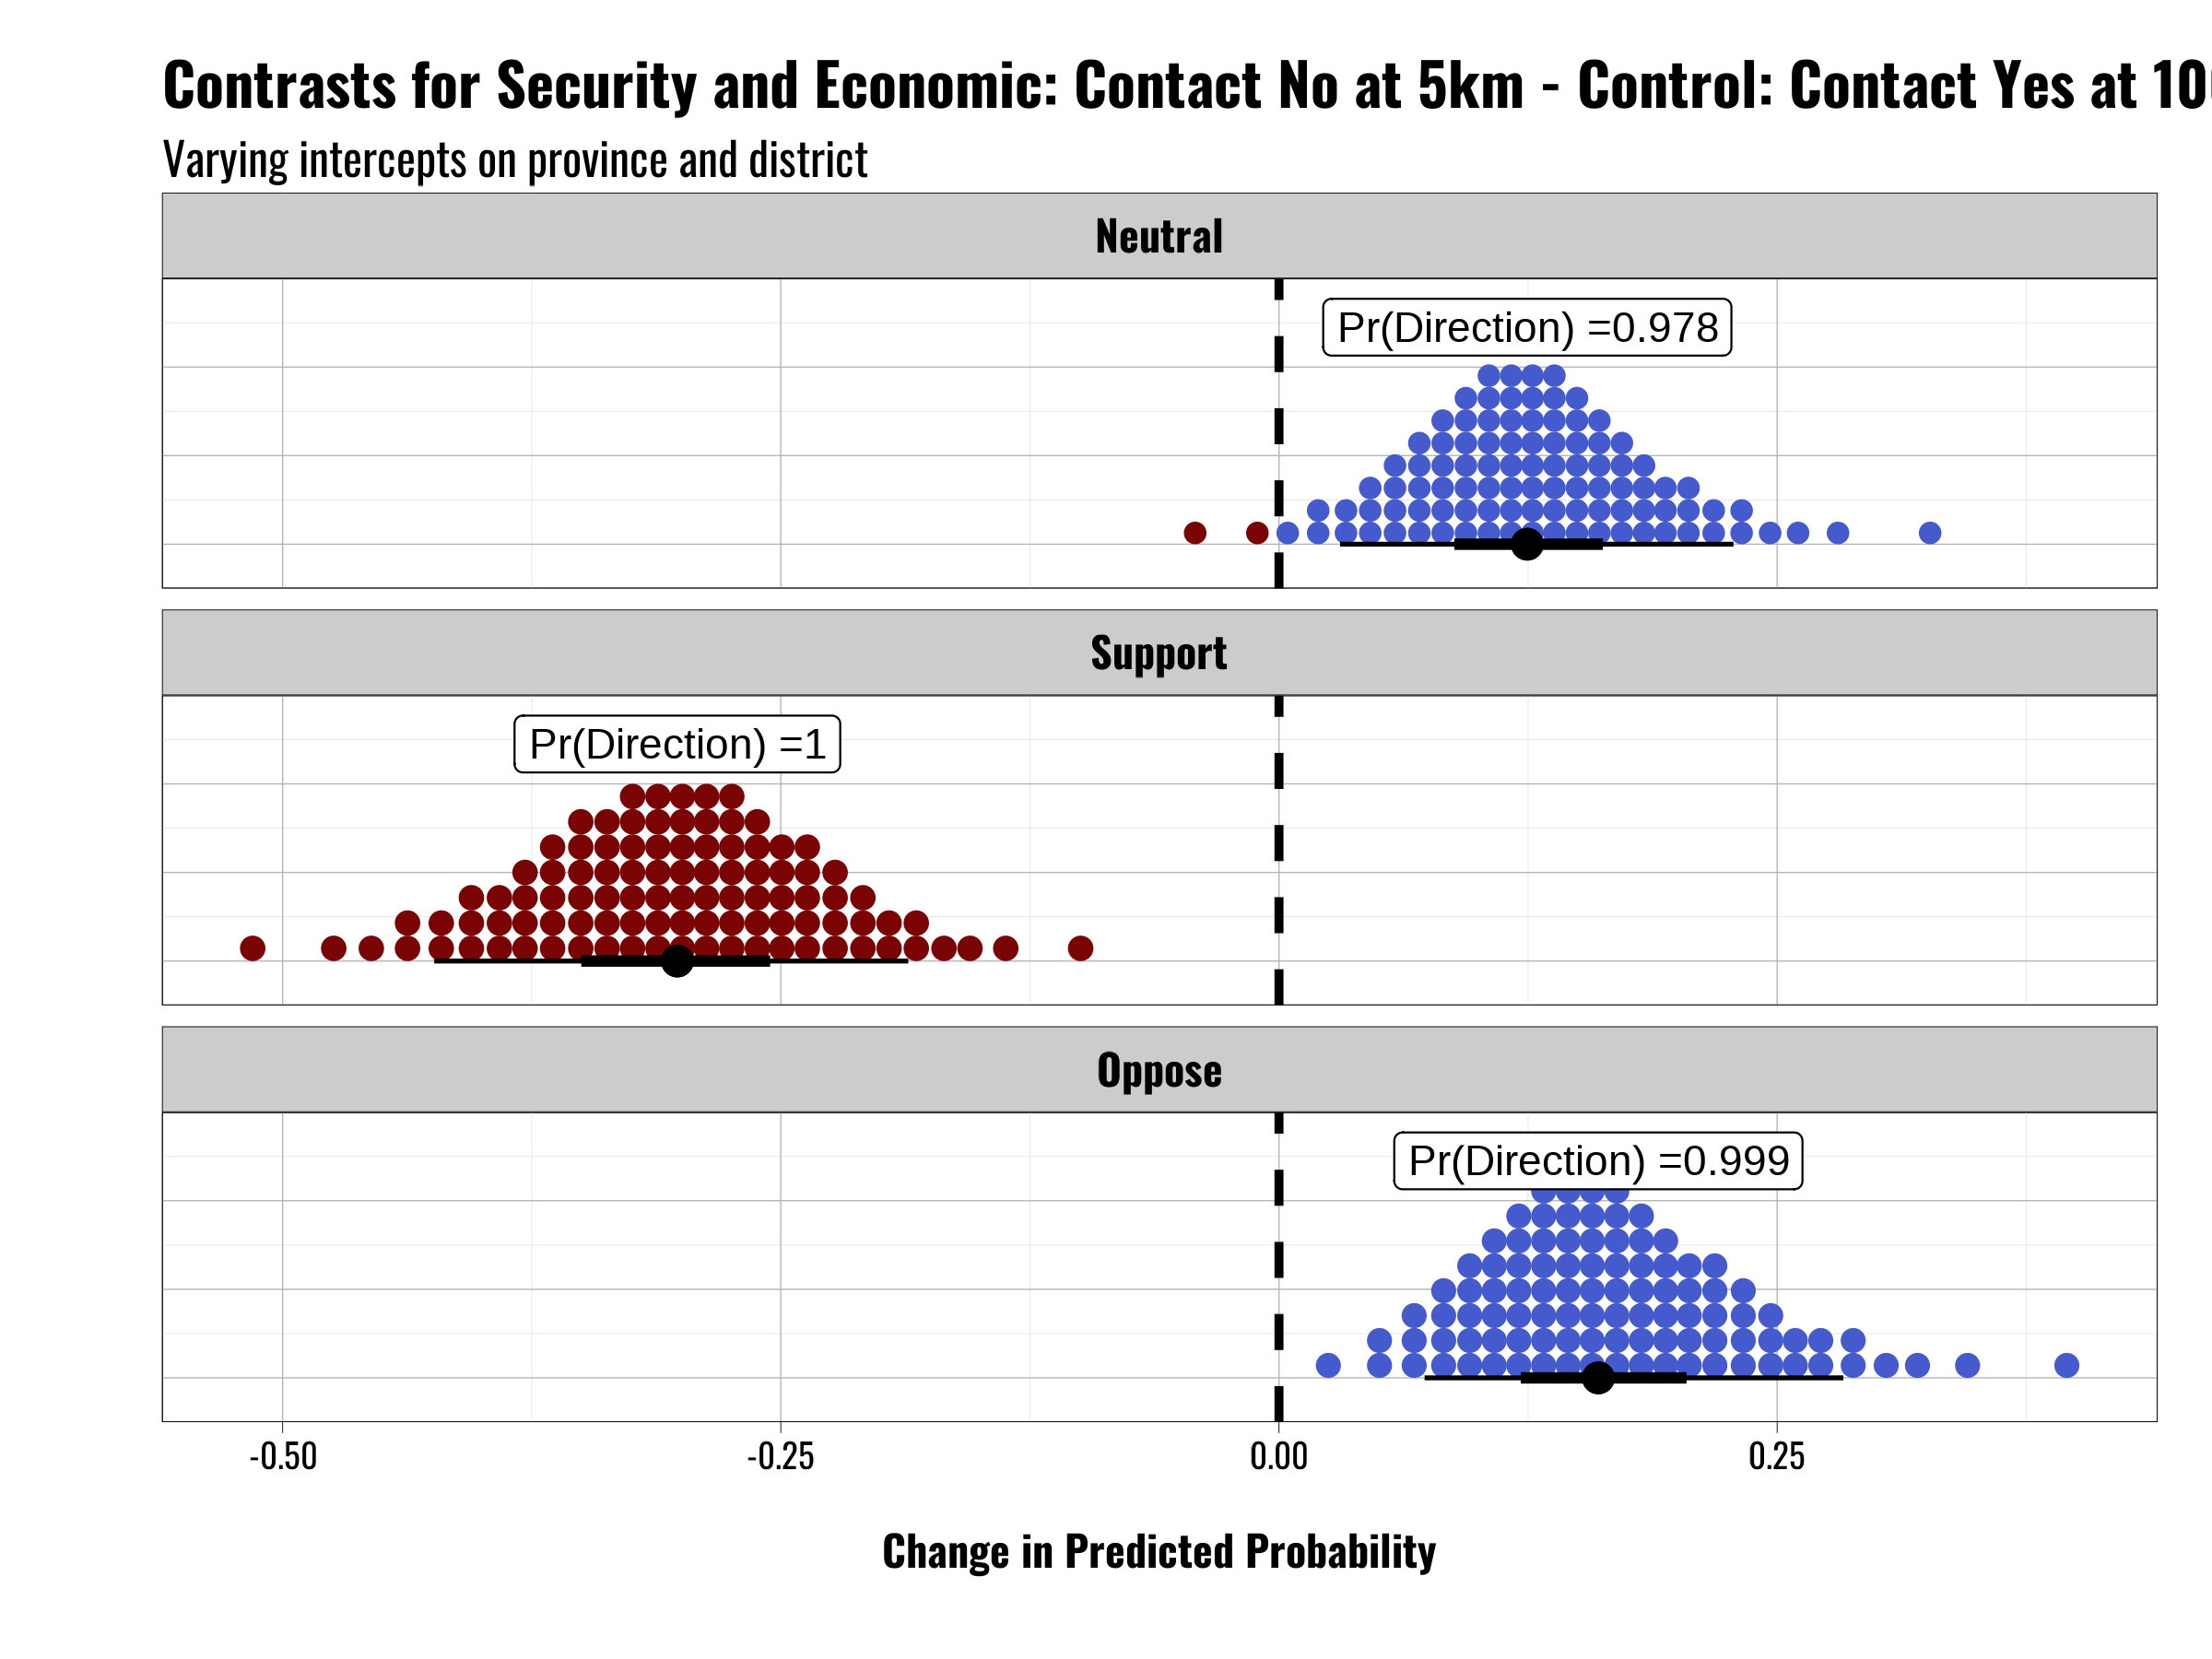 Contrasts for Security and Economic: Contact No at 5km - Control: Contact Yes at
Varying intercepts on province and district
Neutral
Pr(Direction) =0.978
Support
Pr(Direction) =1
Oppose
Pr(Direction) =0.999
-0.50 -0.25 0.00 0.25
Change in Predicted Probability